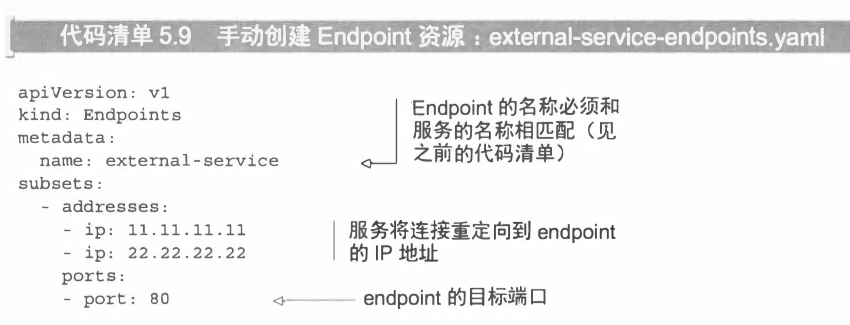 代码清单 5.9 手动创建 Endpoint 资源：external-service-endpoints.yaml
apiVersion: v1
kind: Endpoints
metadata:
  name: external-service
subsets:
  - addresses:
    - ip: 11.11.11.11
    - ip: 22.22.22.22
    ports:
    - port: 80
Endpoint 的名称必须和
服务的名称相匹配（见
之前的代码清单）
服务将连接重定向到 endpoint
的 IP 地址
endpoint 的目标端口